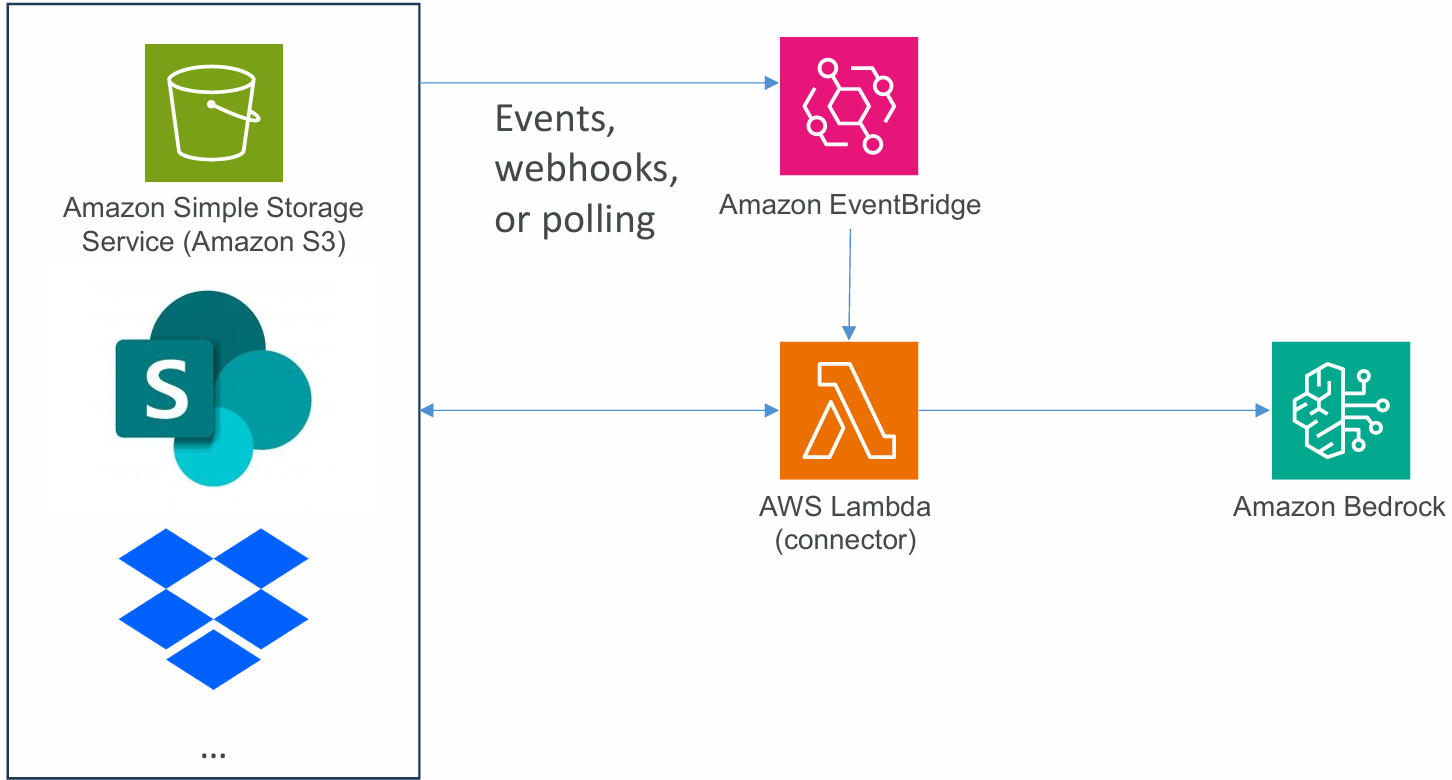 Amazon Simple Storage
Service (Amazon S3)
S
...
Events,
webhooks,
or polling
Amazon EventBridge
AWS Lambda
(connector)
Amazon Bedrock